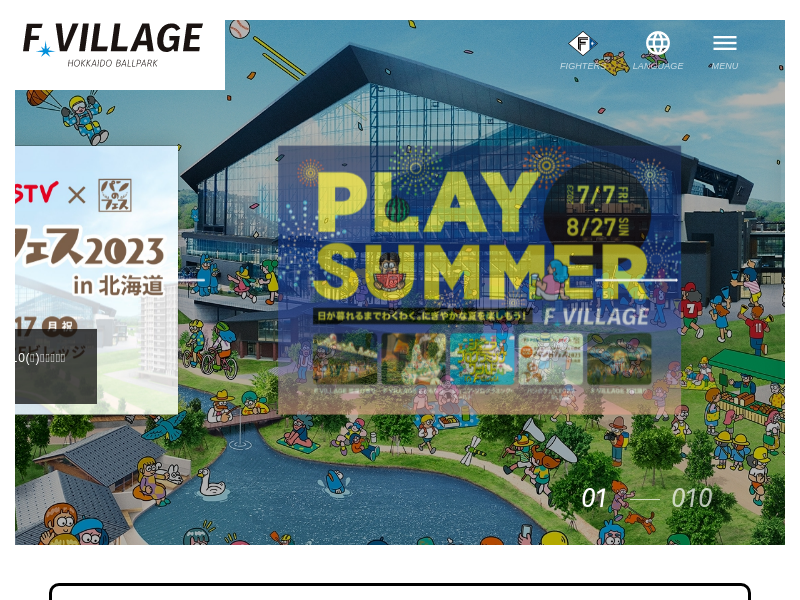 F VILLAGE
HOKKAIDO BALLPARK
FIGHTERS
LANGUAGE
MENU
STV × パンのフェス
フェス2023
in 北海道
17 月祝
.0(
PLAY
SUMMER
7/7 FRI
8/27 SUN
日が暮れるまでわくわく。にぎやかな夏を楽しもう!
F VILLAGE
01
010